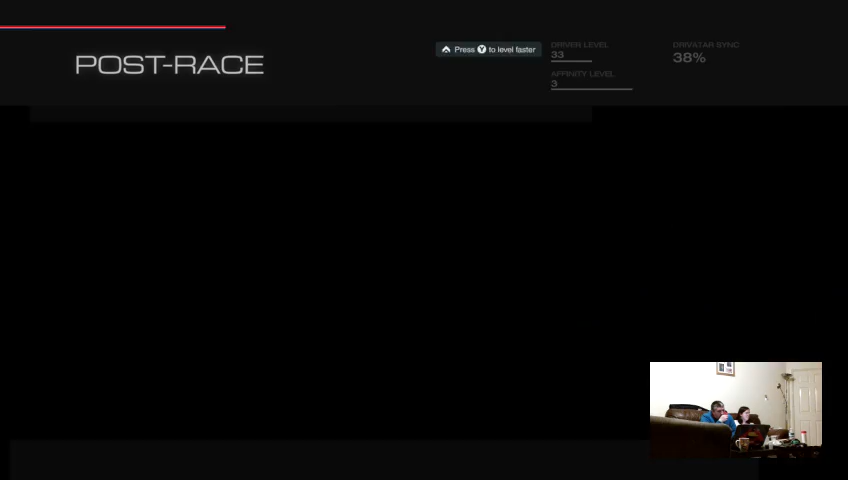 POST-RACE
Press Y to level faster
DRIVER LEVEL
33
AFFINITY LEVEL
3
DRIVATAR SYNC
38%